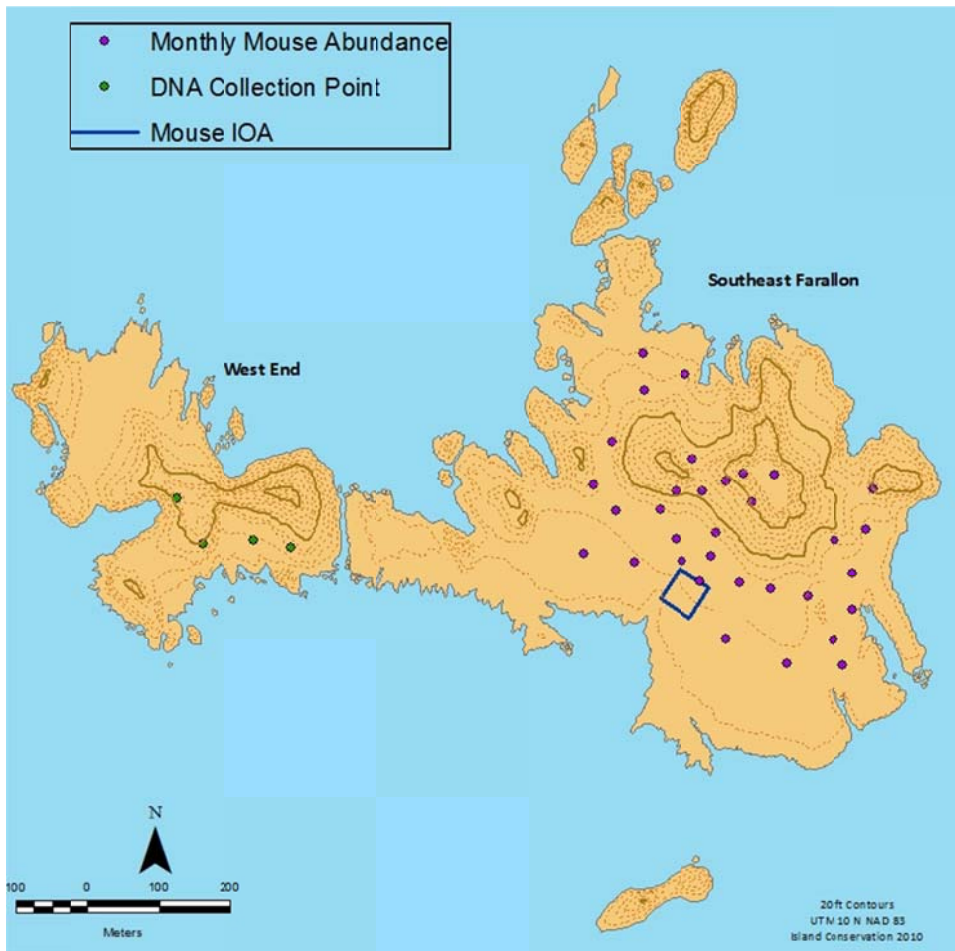 Monthly Mouse Abundance
DNA Collection Point
Mouse IOA
Southeast Farallon
West End
N
100 0 100 200
Meters
20ft Contours
UTM 10 N NAD 83
Island Conservation 2010